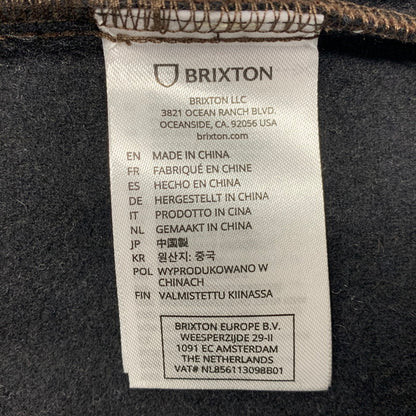 BRIXTON
BRIXTON LLC
3821 OCEAN RANCH BLVD.
OCEANSIDE, CA. 92056 USA
brixton.com
EN MADE IN CHINA
FR FABRIQUÉ EN CHINE
ES HECHO EN CHINA
DE HERGESTELLT IN CHINA
IT PRODOTTO IN CINA
NL GEMAAKT IN CHINA
JP 中国製
KR 원산지: 중국
POL WYPRODUKOWANO W
CHINACH
FIN VALMISTETTU KIINASSA
BRIXTON EUROPE B.V.
WEESPERZIJDE 29-II
1091 EC AMSTERDAM
THE NETHERLANDS
VAT# NL856113098B01